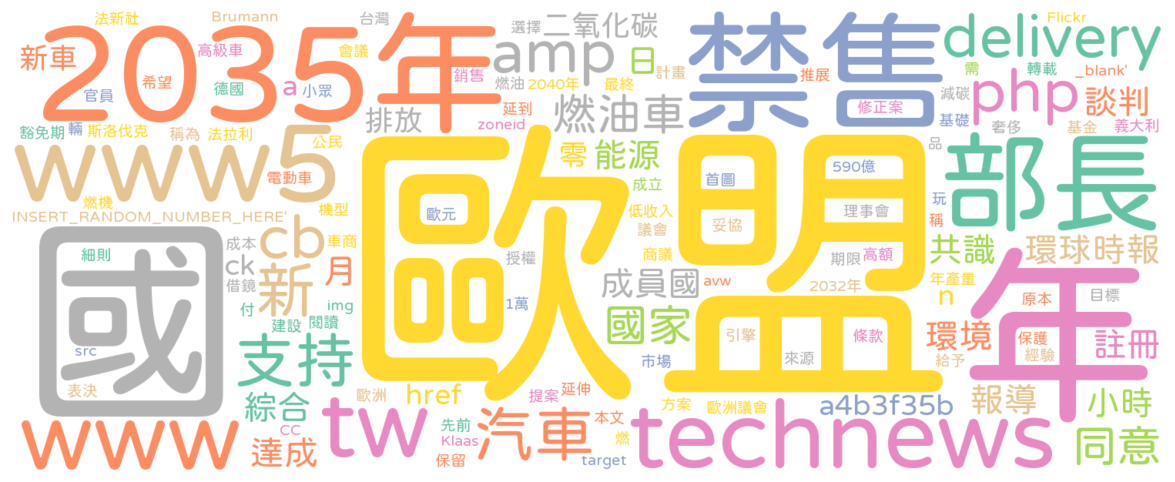 法新社
Brumann
台灣
選擇
二氧化碳
Flickr
delivery
新車
2035年
高級車
會議
amp
日
禁售
需
轉載
_blank'
希望
銷售
燃油
2040年
最終
計畫
推展
php
談判
官員
德國
a
小眾
延到
減碳
修正案
基礎
豁免期
輛
斯洛伐克
稱為
法拉利
排放
zoneid
燃油車
奢侈
基金
義大利
www5
公民
零
能源
歐盟
品
部長
電動車
成立
首圖
590億
燃機
INSERT_RANDOM_NUMBER_HERE'
機型
歐元
低收入
議會
妥協
理事會
玩
稱
國
細則
成本
cb
車商
商議
共識
環球時報
ck
借鏡
新
月
授權
成員國
avw
期限
高額
年產量
年
付
img
1萬
2032年
n
原本
目標
建設
閱讀
國家
引擎
條款
環境
保護
註冊
src
支持
市場
來源
給予
經驗
表決
歐洲
href
提案
延伸
方案
歐洲議會
a4b3f35b
報導
小時
綜合
CC
tw
先前
汽車
本文
燃
technews
同意
www
達成
Klaas
保留
target